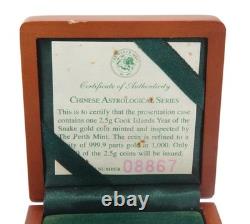 Certificate of Authenticity
CHINESE ASTROLOGICAL SERIES
This is to certify that the presentation case
contains one 2.5g Cook Islands Year of the
Snake gold coin minted and inspected by
The Perth Mint. The coin is refined to a
of 999.9 parts gold in 1,000. Only
of the 2.5g coins will be issued.
NUMBER 08867